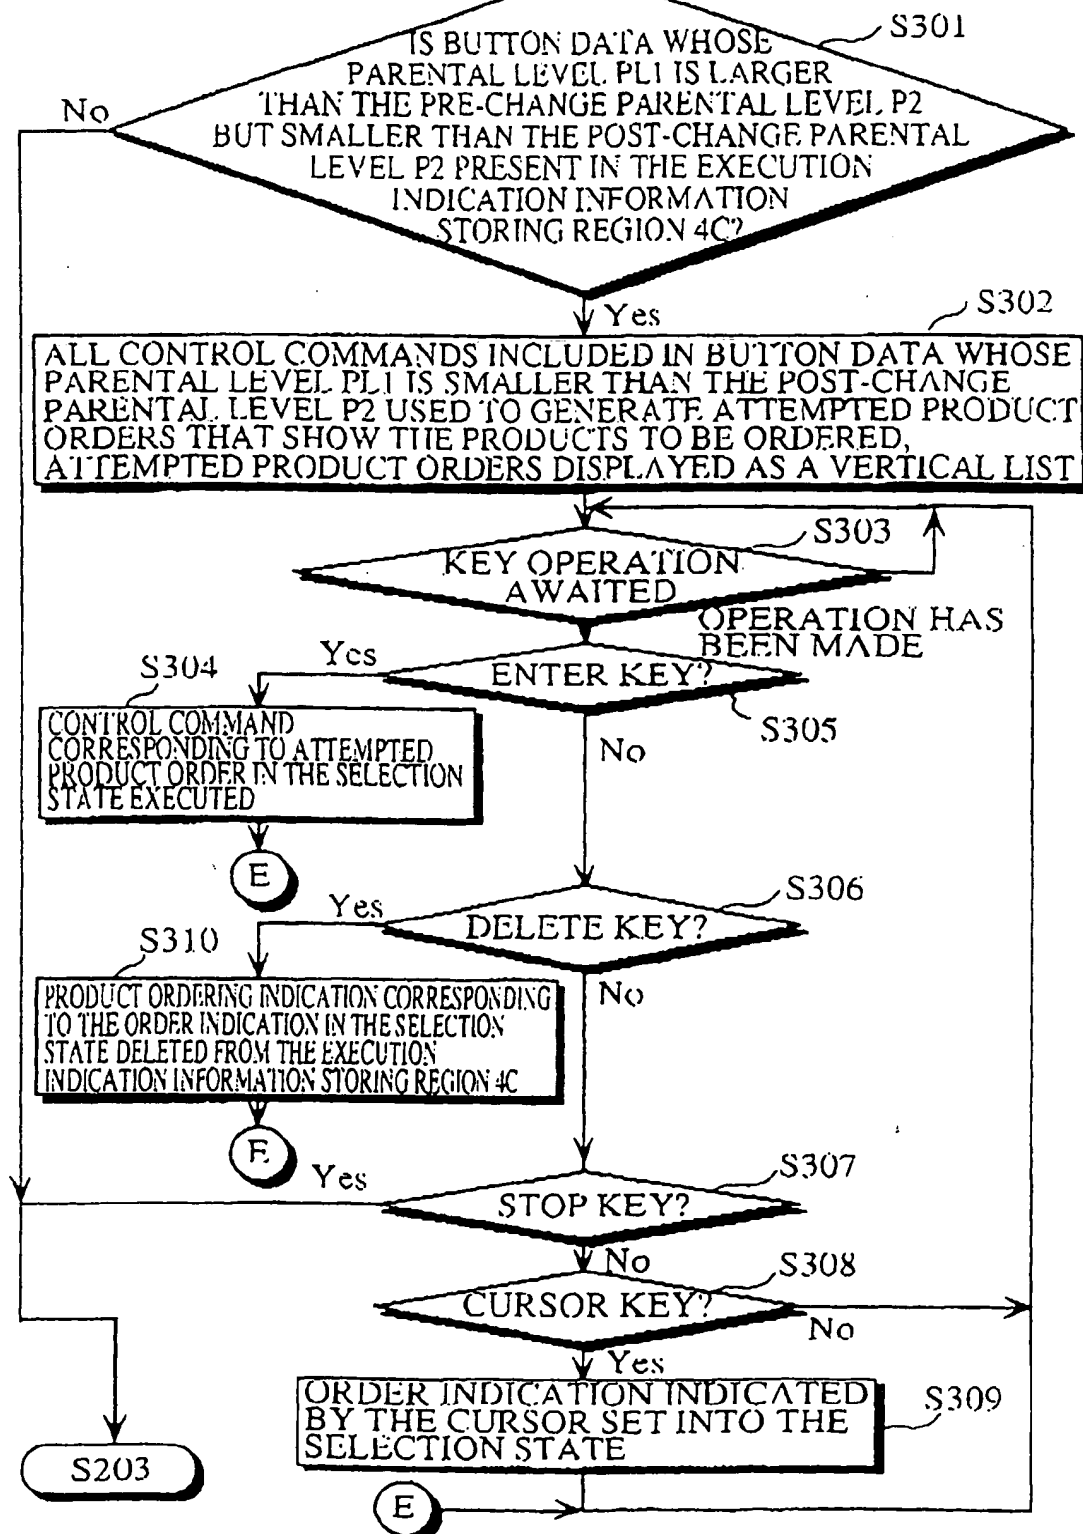 S301
IS BUTTON DATA WHOSE
PARENTAL LEVEL PL1 IS LARGER
THAN THE PRE-CHANGE PARENTAL LEVEL P2
BUT SMALLER THAN THE POST-CHANGE PARENTAL
LEVEL P2 PRESENT IN THE EXECUTION
INDICATION INFORMATION
STORING REGION 4C?
No
Yes
S302
ALL CONTROL COMMANDS INCLUDED IN BUTTON DATA WHOSE
PARENTAL LEVEL PL1 IS SMALLER THAN THE POST-CHANGE
PARENTAL LEVEL P2 USED TO GENERATE ATTEMPTED PRODUCT
ORDERS THAT SHOW THE PRODUCTS TO BE ORDERED,
ATTEMPTED PRODUCT ORDERS DISPLAYED AS A VERTICAL LIST
S303
KEY OPERATION
AWAITED
OPERATION HAS
BEEN MADE
S304
Yes
ENTER KEY?
S305
No
CONTROL COMMAND
CORRESPONDING TO ATTEMPTED
PRODUCT ORDER IN THE SELECTION
STATE EXECUTED
E
S306
Yes
DELETE KEY?
No
S310
PRODUCT ORDERING INDICATION CORRESPONDING
TO THE ORDER INDICATION IN THE SELECTION
STATE DELETED FROM THE EXECUTION
INDICATION INFORMATION STORING REGION 4C
E
S307
Yes
STOP KEY?
No
S308
CURSOR KEY?
No
Yes
S309
ORDER INDICATION INDICATED
BY THE CURSOR SET INTO THE
SELECTION STATE
S203
E